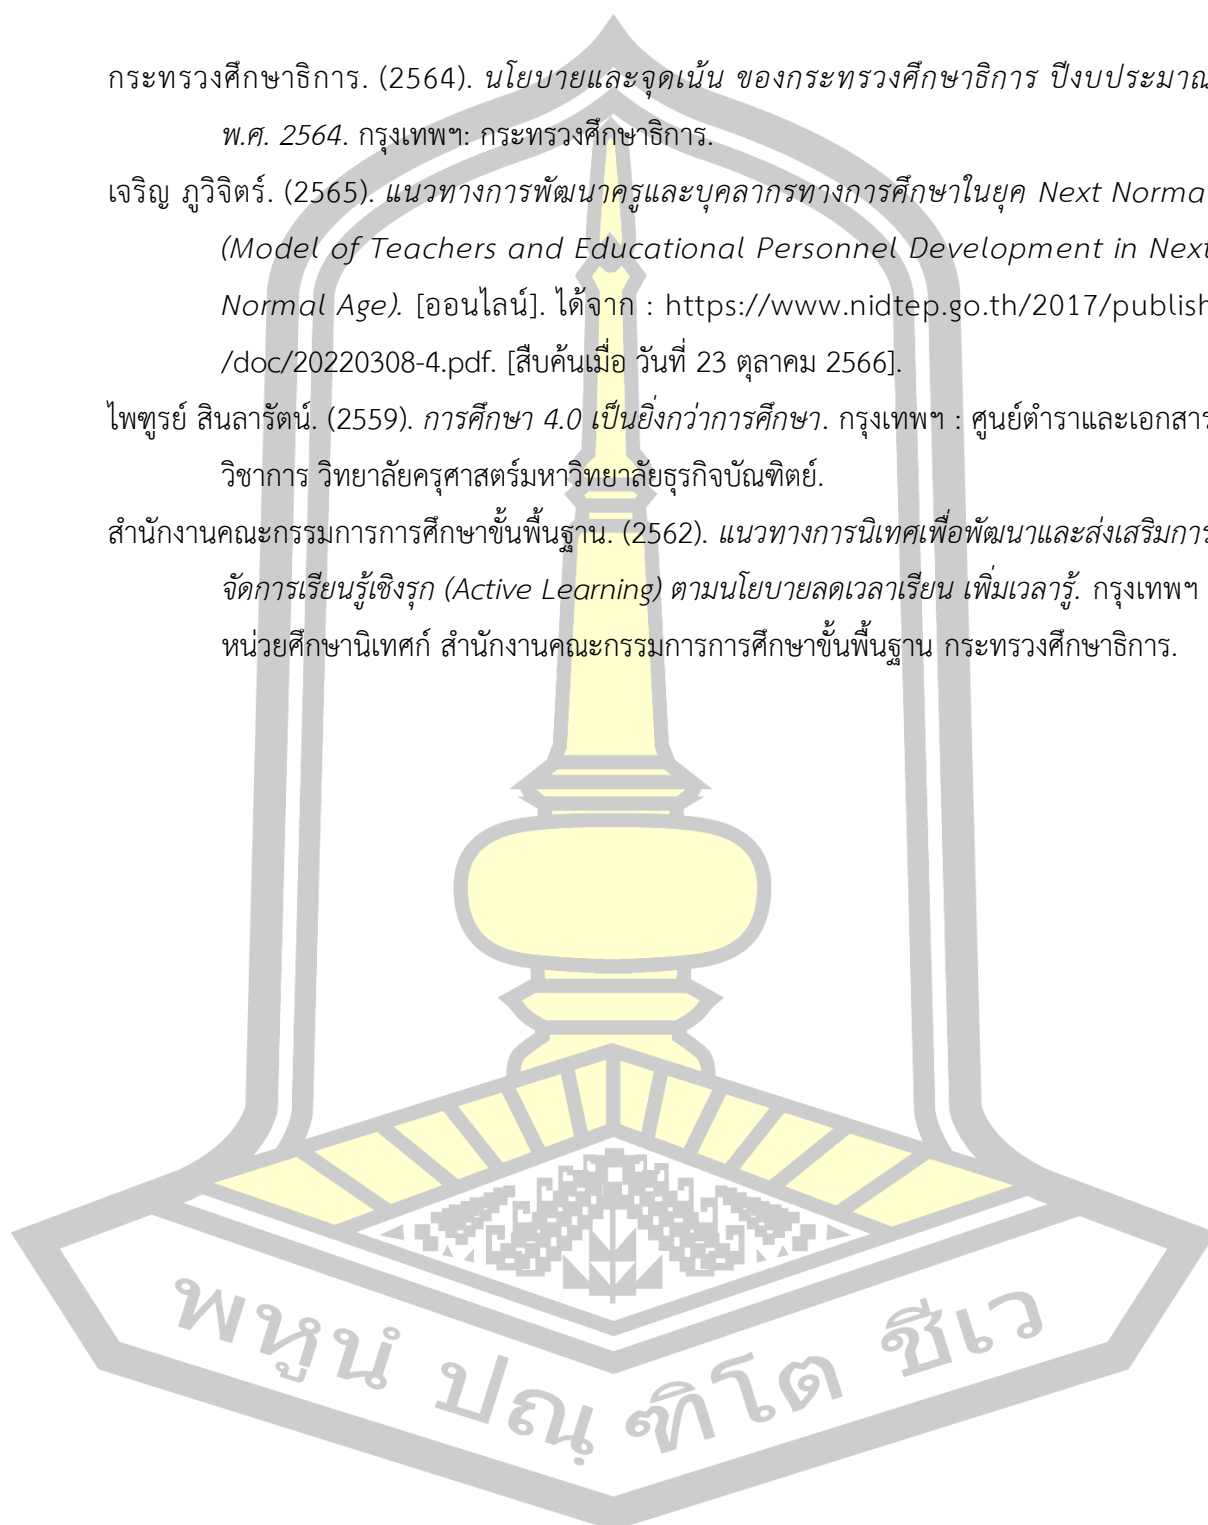 กระทรวงศึกษาธิการ. (2564). นโยบายและจุดเน้น ของกระทรวงศึกษาธิการ ปีงบประมาณ
พ.ศ. 2564. กรุงเทพฯ: กระทรวงศึกษาธิการ.
เจริญ ภูวิจิตร์. (2565). แนวทางการพัฒนาครูและบุคลากรทางการศึกษาในยุค Next Norma
(Model of Teachers and Educational Personnel Development in Next
Normal Age). [ออนไลน์]. ได้จาก : https://www.nidtep.go.th/2017/publish
/doc/20220308-4.pdf. [สืบค้นเมื่อ วันที่ 23 ตุลาคม 2566].
ไพฑูรย์ สินลารัตน์. (2559). การศึกษา 4.0 เป็นยิ่งกว่าการศึกษา. กรุงเทพฯ : ศูนย์ตำราและเอกสาร
วิชาการ วิทยาลัยครุศาสตร์มหาวิทยาลัยธุรกิจบัณฑิตย์.
สำนักงานคณะกรรมการการศึกษาขั้นพื้นฐาน. (2562). แนวทางการนิเทศเพื่อพัฒนาและส่งเสริมการ
จัดการเรียนรู้เชิงรุก (Active Learning) ตามนโยบายลดเวลาเรียน เพิ่มเวลารู้. กรุงเทพฯ
หน่วยศึกษานิเทศก์ สำนักงานคณะกรรมการการศึกษาขั้นพื้นฐาน กระทรวงศึกษาธิการ.
พหูนํ ปณฺฑิโต ชีเว